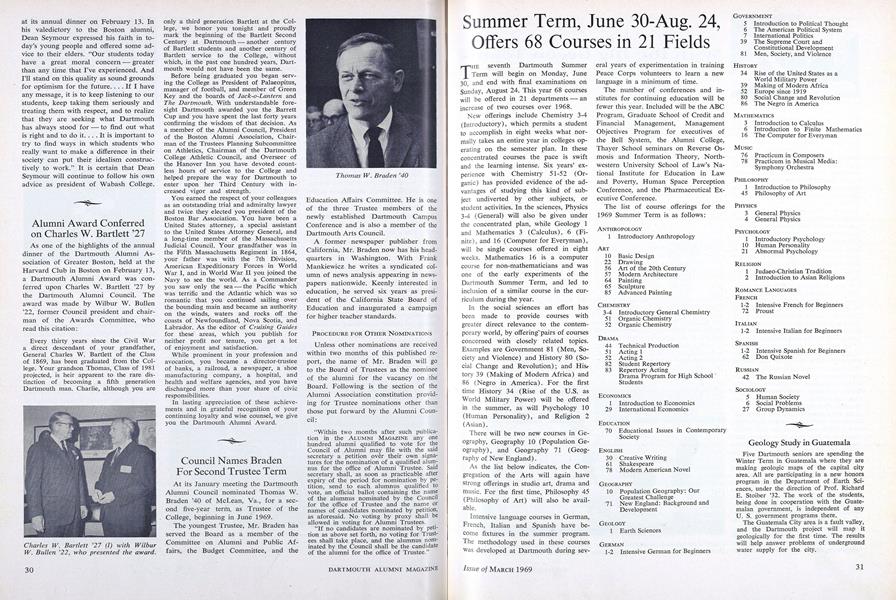 at its annual dinner on February 13. In
his valedictory to the Boston alumni,
Dean Seymour expressed his faith in to-
day's young people and offered some ad-
vice to their elders. "Our students today
have a great moral concern — greater
than any time that I've experienced. And
I'll stand on this quality as sound grounds
for optimism for the future. . . . If I have
any message, it is to keep listening to our
students, keep taking them seriously and
treating them with respect, and to realize
that they are seeking what Dartmouth
has always stood for — to find out what
is right and to do it. . . . It is important to
try to find ways in which students who
really want to make a difference in their
society can put their idealism construc-
tively to work." It is certain that Dean
Seymour will continue to follow his own
advice as president of Wabash College.
Alumni Award Conferred
on Charles W. Bartlett '27
As one of the highlights of the annual
dinner of the Dartmouth Alumni As-
sociation of Greater Boston, held at the
Harvard Club in Boston on February 13,
a Dartmouth Alumni Award was con-
ferred upon Charles W. Bartlett '27 by
the Dartmouth Alumni Council. The
award was made by Wilbur W. Bullen
'22, former Council president and chair-
man of the Awards Committee, who
read this citation:
Every thirty years since the Civil War
a direct descendant of your grandfather,
General Charles W. Bartlett of the Class
of 1869, has been graduated from the Col-
lege. Your grandson Thomas, Class of 1981
projected, is heir apparent to the rare dis-
tinction of becoming a fifth generation
Dartmouth man. Charlie, although you are
Charles W. Bartlett '27 (l) with Wilbur
W. Bullen '22, who presented the award.
30
only a third generation Bartlett at the Col-
lege, we honor you tonight and proudly
mark the beginning of the Bartlett Second
Century at Dartmouth — another century
of Bartlett students and another century of
Bartlett service to the College, without
which, in the past one hundred years, Dart-
mouth would not have been the same.
Before being graduated you began serv-
ing the College as President of Palaeopitus,
manager of football, and member of Green
Key and the boards of Jack-o-Lantern and
The Dartmouth. With understandable fore-
sight Dartmouth awarded you the Barrett
Cup and you have spent the last forty years
confirming the wisdom of that decision. As
a member of the Alumni Council, President
of the Boston Alumni Association, Chair-
man of the Trustees Planning Subcommittee
on Athletics, Chairman of the Dartmouth
College Athletic Council, and Overseer of
the Hanover Inn you have devoted count-
less hours of service to the College and
helped prepare the way for Dartmouth to
enter upon her Third Century with in-
creased vigor and strength.
You earned the respect of your colleagues
as an outstanding trial and admiralty lawyer
and twice they elected you president of the
Boston Bar Association. You have been a
United States attorney, a special assistant
to the United States Attorney General, and
a long-time member of the Massachusetts
Judicial Council. Your grandfather was in
the Fifth Massachusetts Regiment in 1864,
your father was with the 7th Division,
American Expeditionary Forces in World
War I, and in World War II you joined the
Navy to see the world. As a Commander
you saw only the sea — the Pacific which
was terrific and the Atlantic which was so
romantic that you continued sailing over
the bounding main and became an authority
on the winds, waters and rocks off the
coasts of Newfoundland, Nova Scotia, and
Labrador. As the editor of Cruising Guides
for these areas, which you publish for
neither profit nor tenure, you get a lot
of enjoyment and satisfaction.
While prominent in your profession and
avocation, you became a director-trustee
of banks, a railroad, a newspaper, a shoe
manufacturing company, a hospital, and
health and welfare agencies, and you have
discharged more than your share of civic
responsibilities.
In lasting appreciation of these achieve-
ments and in grateful recognition of your
continuing loyalty and wise counsel, we give
you the Dartmouth Alumni Award.
Council Names Braden
For Second Trustee Term
At its January meeting the Dartmouth
Alumni Council nominated Thomas W.
Braden '40 of McLean, Va., for a sec-
ond five-year term, as Trustee of the
College, beginning in June 1969.
The youngest Trustee, Mr. Braden has
served the Board as a member of the
Committee on Alumni and Public Af-
fairs, the Budget Committee, and the
Thomas W. Braden '40
Education Affairs Committee. He is one
of the three Trustee members of the
newly established Dartmouth Campus
Conference and is also a member of the
Dartmouth Arts Council.
A former newspaper publisher from
California, Mr. Braden now has his head-
quarters in Washington. With Frank
Mankiewicz he writes a syndicated col-
umn of news analysis appearing in news-
papers nationwide. Keenly interested in
education, he served six years as presi-
dent of the California State Board of
Education and inaugurated a campaign
for higher teacher standards.
PROCEDURE FOR OTHER NOMINATIONS
Unless other nominations are received
within two months of this published re-
port, the name of Mr. Braden will go
to the Board of Trustees as the nominee
of the alumni for the vacancy on the
Board. Following is the section of the
Alumni Association constitution provid-
ing for Trustee nominations other than
those put forward by the Alumni Coun-
cil:
"Within two months after such publica-
tion in the ALUMNI MAGAZINE any one
hundred alumni qualified to vote for the
Council of Alumni may file with the said
secretary a petition over their own signa-
tures for the nomination of a qualified alum-
nus for the office of Alumni Trustee. Said
secretary shall, as soon as practicable after
expiry of the period for nomination by pe-
tition, send to each alumnus qualified to
vote, an official ballot containing the name
of the alumnus nominated by the Council
for the office of Trustee and the name or
names of candidates nominated by petition,
as aforesaid. No voting by proxy shall be
allowed in voting for Alumni Trustees.
"If no candidates are nominated by peti-
tion as above set forth, no voting for Trust-
ees shall take place, and the alumnus nom-
inated by the Council shall be the candidate
of the alumni for the office of Trustee."
DARTMOUTH ALUMNI MAGAZINE
Summer Term, June 30-Aug. 24,
Offers 68 Courses in 21 Fields
THE seventh Dartmouth Summer
Term will begin on Monday, June
30, and end with final examinations on
Sunday, August 24. This year 68 courses
will be offered in 21 departments — an
increase of two courses over 1968.
New offerings include Chemistry 3-4
(Introductory), which permits a student
to accomplish in eight weeks what nor-
mally takes an entire year in colleges op-
erating on the semester plan. In these
concentrated courses the pace is swift
and the learning intense. Six years' ex-
perience with Chemistry 51-52 (Or-
ganic) has provided evidence of the ad-
vantages of studying this kind of sub-
ject undiverted by other subjects, or
student activities. In the sciences, Physics
3-4 (General) will also be given under
the concentrated plan, while Geology 1
and Mathematics 3 (Calculus), 6 (Fi-
nite), and 16 (Computer for Everyman),
will be single courses offered in eight
weeks. Mathematics 16 is a computer
course for non-mathematicians and was
one of the early experiments of the
Dartmouth Summer Term, and led to
inclusion of a similar course in the cur-
riculum during the year.
In the social sciences an effort has
been made to provide courses with
greater direct relevance to the contem-
porary world, by offering pairs of courses
concerned with closely related topics.
Examples are Government 81 (Men, So-
ciety and Violence) and History 80 (So-
cial Change and Revolution); and His-
tory 39 (Making of Modern Africa) and
86 (Negro in America). For the first
time History 34 (Rise of the U.S. as
World Military Power) will be offered
in the summer, as will Psychology 10
(Human Personality), and Religion 2
(Asian).
There will be two new courses in Ge-
ography, Geography 10 (Population Ge-
ography), and Geography 71 (Geog-
raphy of New England).
As the list below indicates, the Con-
gregation of the Arts will again have
strong offerings in studio art, drama and
music. For the first time, Philosophy 45
(Philosophy of Art) will also be avail-
able.
Intensive language courses in German,
French, Italian and Spanish have be-
come fixtures in the summer program.
The methodology used in these courses
was developed at Dartmouth during sev-
Issue of MARCH 1969
eral years of experimentation in training
Peace Corps volunteers to learn a new
language in a minimum of time.
The number of conferences and in-
stitutes for continuing education will be
fewer this year. Included will be the ABC
Program, Graduate School of Credit and
Financial Management, Management
Objectives Program for executives of
the Bell System, the Alumni College,
Thayer School seminars on Reverse Os-
mosis and Information Theory, North-
western University School of Law's Na-
tional Institute for Education in Law
and Poverty, Human Space Perception
Conference, and the Pharmaceutical Ex-
ecutive Conference.
The list of course offerings for the
1969 Summer Term is as follows:
ANTHROPOLOGY
1 Introductory Anthropology
ART
10 Basic Design
22 Drawing
56 Art of the 20th Century
57 Modern Architecture
64 Painting
65 Sculpture
85 Advanced Painting
CHEMISTRY
3-4 Introductory General Chemistry
51 Organic Chemistry
52 Organic Chemistry
DRAMA
44 Technical Production
51 Acting 1
52 Acting 2
82 Student Repertory
83 Repertory Acting
Drama Program for High School
Students
ECONOMICS
1 Introduction to Economics
29 International Economics
EDUCATION
70 Educational Issues in Contemporary
Society
ENGLISH
30 Creative Writing
61 Shakespeare
78 Modern American Novel
GEOGRAPHY
10 Population Geography: Our
Greatest Challenge
71 New England: Background and
Development
GEOLOGY
1 Earth Sciences
GERMAN
1-2 Intensive German for Beginners
GOVERNMENT
5 Introduction to Political Thought
6 The American Political System
7 International Politics
39 The Supreme Court and
Constitutional Development
81 Men, Society, and Violence
HISTORY
34 Rise of the United States as a
World Military Power
39 Making of Modern Africa
52 Europe since 1919
80 Social Change and Revolution
86 The Negro in America
MATHEMATICS
3 Introduction to Calculus
6 Introduction to Finite Mathematics
16 The Computer for Everyman
MUSIC
76 Practicum in Composers
78 Practicum in Musical Media:
Symphony Orchestra
PHILOSOPHY
1 Introduction to Philosophy
45 Philosophy of Art
PHYSICS
3 General Physics
4 General Physics
PSYCHOLOGY
1 Introductory Psychology
10 Human Personality
21 Abnormal Psychology
RELIGION
1 Judaeo-Christian Tradition
2 Introduction to Asian Religions
ROMANCE LANGUAGES
FRENCH
1-2 Intensive French for Beginners
72 Proust
ITALIAN
1-2 Intensive Italian for Beginners
SPANISH
1-2 Intensive Spanish for Beginners
62 Don Quixote
RUSSIAN
42 The Russian Novel
SOCIOLOGY
5 Human Society
6 Social Problems
27 Group Dynamics
Geology Study in Guatemala
Five Dartmouth seniors are spending the
Winter Term in Guatemala where they are
making geologic maps of the capital city
area. All are participating in a new honors
program in the Department of Earth Sci-
ences, under the direction of Prof. Richard
E. Stoiber '32. The work of the students,
being done in cooperation with the Guate-
malan government, is independent of any
U. S. government programs there.
The Guatemala City area is a fault valley,
and the Dartmouth project will map it
geologically for the first time. The results
will help answer problems of underground
water supply for the city.
31